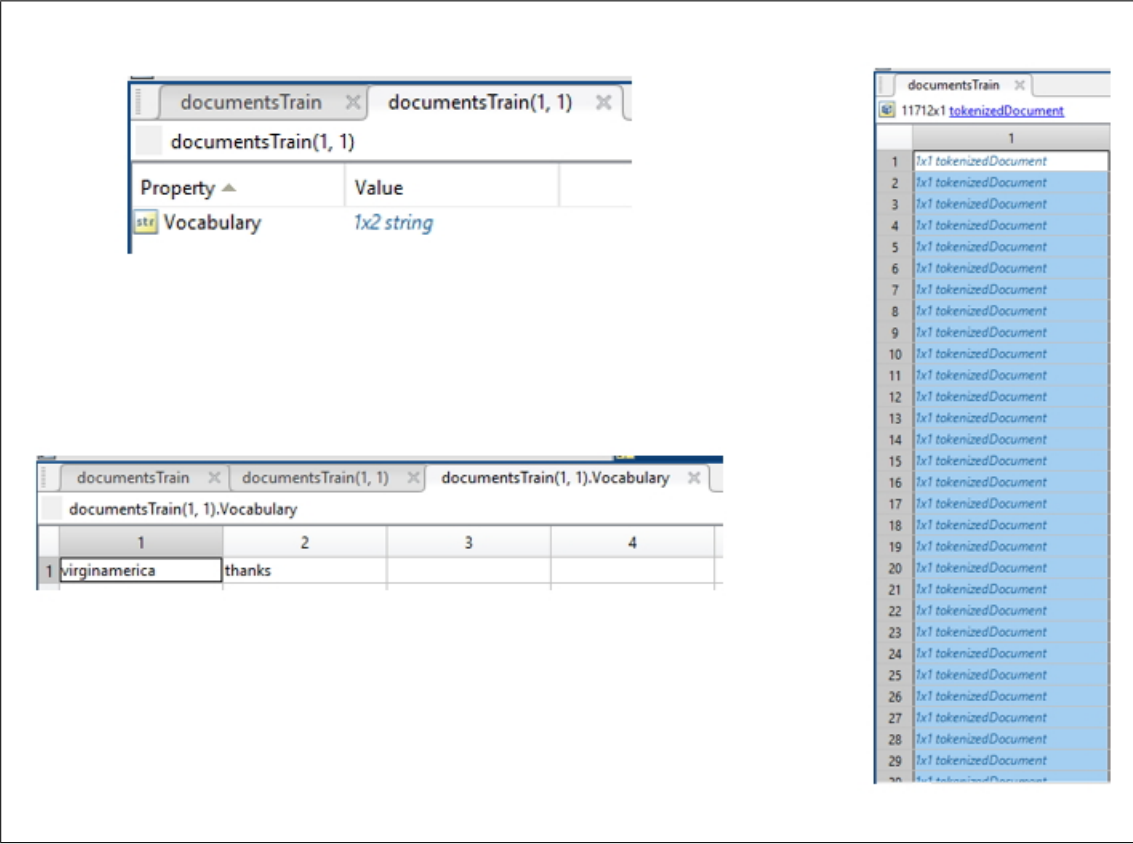 documentsTrain documentsTrain(1, 1)
documentsTrain(1, 1)
Property Value
str Vocabulary 1x2 string
documentsTrain documentsTrain(1, 1) documentsTrain(1, 1).Vocabulary
documentsTrain(1, 1).Vocabulary
1 2 3 4
1 virginamerica thanks
documentsTrain
11712x1 tokenizedDocument
1
1 1x1 tokenizedDocument
2 1x1 tokenizedDocument
3 1x1 tokenizedDocument
4 1x1 tokenizedDocument
5 1x1 tokenizedDocument
6 1x1 tokenizedDocument
7 1x1 tokenizedDocument
8 1x1 tokenizedDocument
9 1x1 tokenizedDocument
10 1x1 tokenizedDocument
11 1x1 tokenizedDocument
12 1x1 tokenizedDocument
13 1x1 tokenizedDocument
14 1x1 tokenizedDocument
15 1x1 tokenizedDocument
16 1x1 tokenizedDocument
17 1x1 tokenizedDocument
18 1x1 tokenizedDocument
19 1x1 tokenizedDocument
20 1x1 tokenizedDocument
21 1x1 tokenizedDocument
22 1x1 tokenizedDocument
23 1x1 tokenizedDocument
24 1x1 tokenizedDocument
25 1x1 tokenizedDocument
26 1x1 tokenizedDocument
27 1x1 tokenizedDocument
28 1x1 tokenizedDocument
29 1x1 tokenizedDocument